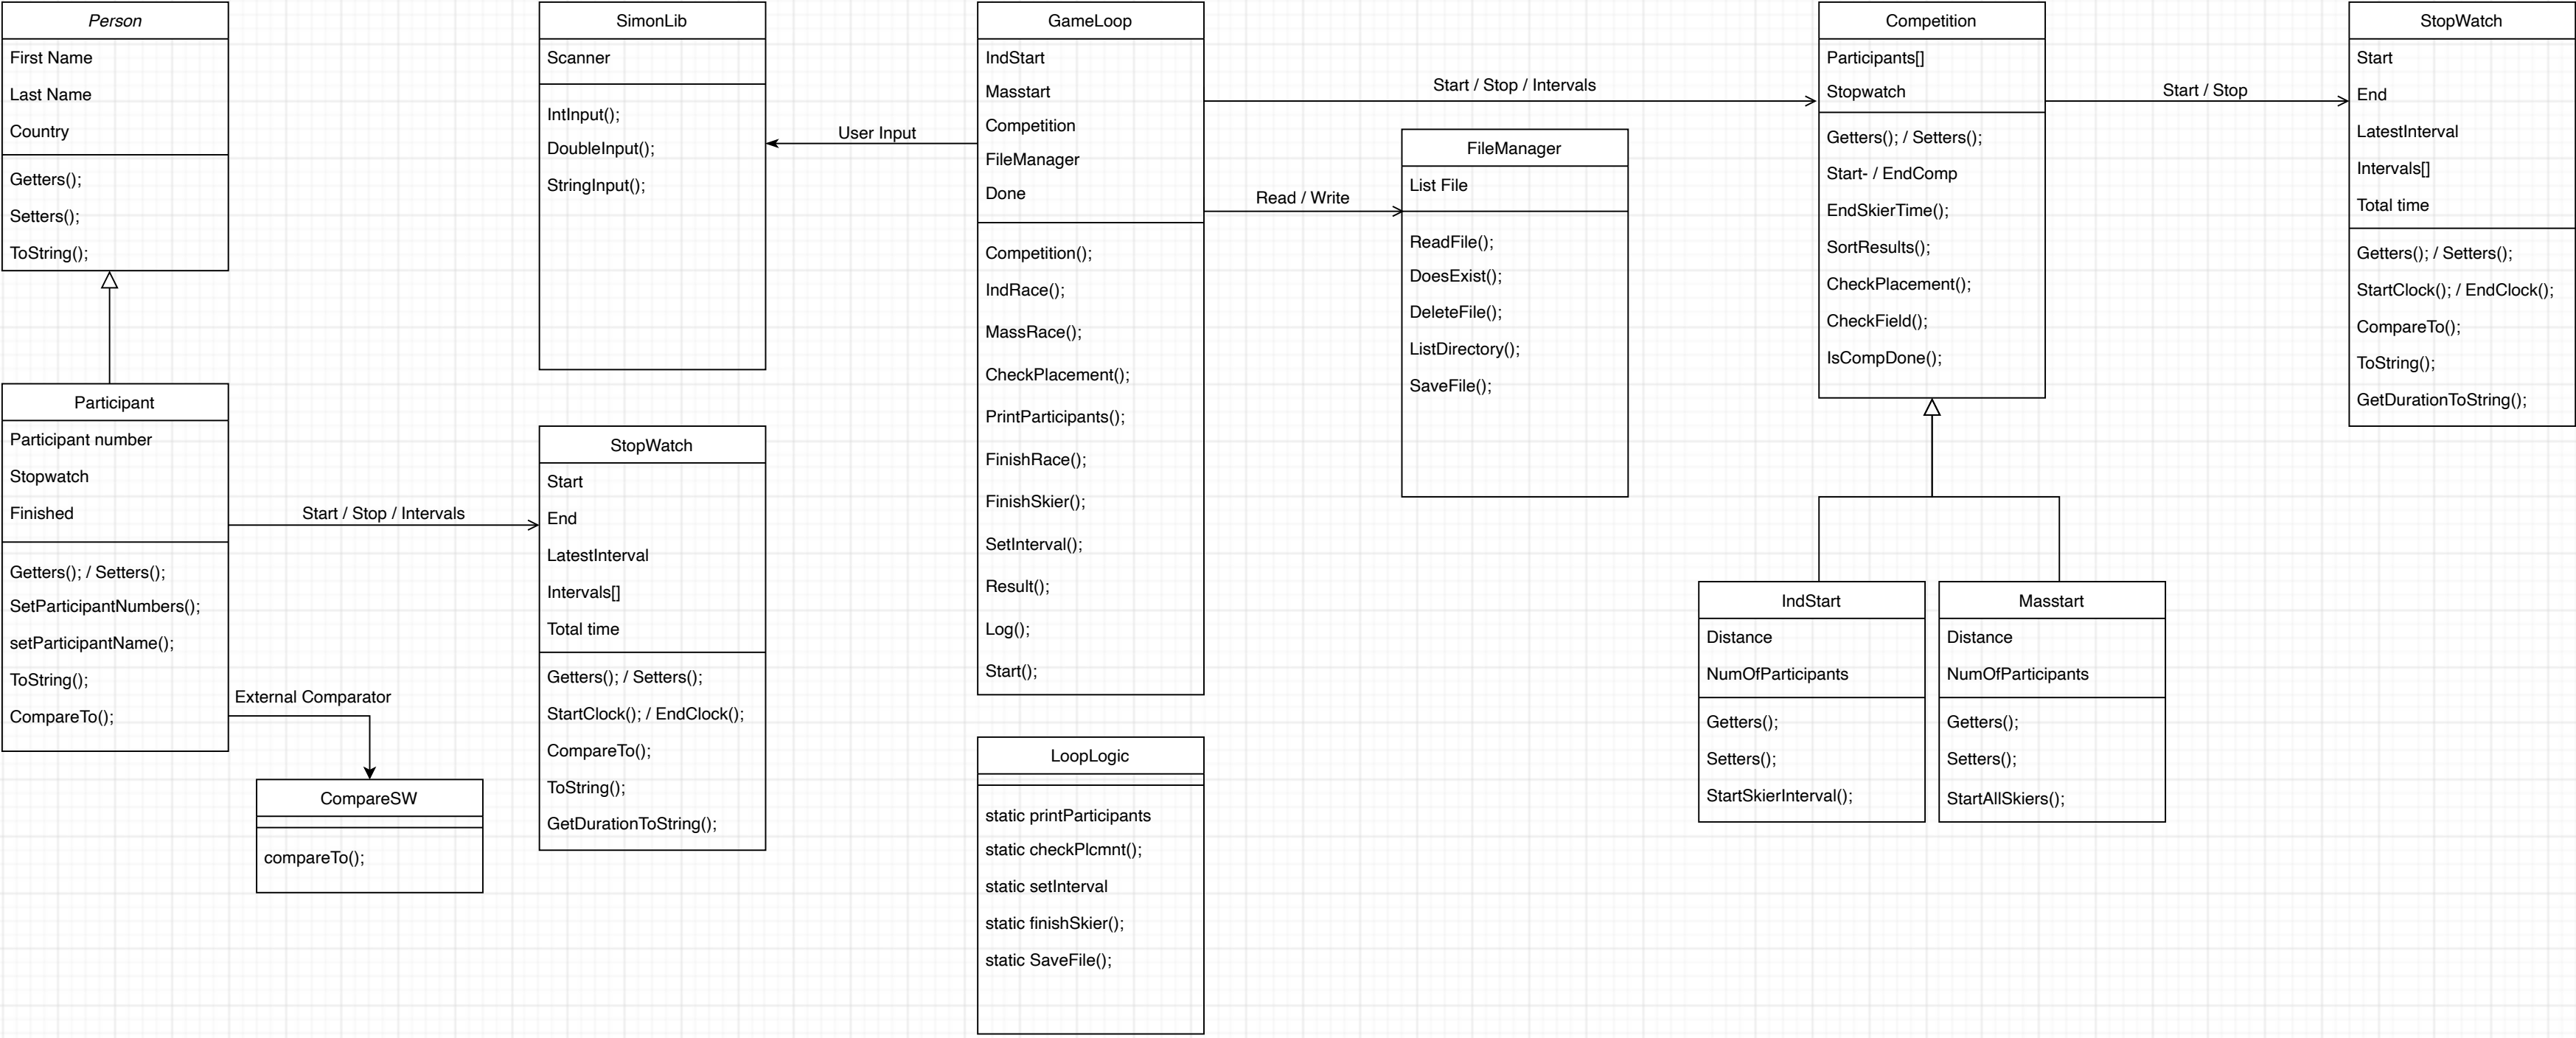 Person
First Name
Last Name
Country
Getters();
Setters();
ToString();
Participant
Participant number
Stopwatch
Finished
Getters(); / Setters();
SetParticipantNumbers();
setParticipantName();
ToString();
CompareTo();
Start / Stop / Intervals
External Comparator
CompareSW
compareTo();
SimonLib
Scanner
IntInput();
DoubleInput();
StringInput();
StopWatch
Start
End
LatestInterval
Intervals[]
Total time
Getters(); / Setters();
StartClock(); / EndClock();
CompareTo();
ToString();
GetDurationToString();
User Input
GameLoop
IndStart
Masstart
Competition
FileManager
Done
Competition();
IndRace();
MassRace();
CheckPlacement();
PrintParticipants();
FinishRace();
FinishSkier();
SetInterval();
Result();
Log();
Start();
LoopLogic
static printParticipants
static checkPlcmnt();
static setInterval
static finishSkier();
static SaveFile();
Start / Stop / Intervals
Read / Write
FileManager
List File
ReadFile();
DoesExist();
DeleteFile();
ListDirectory();
SaveFile();
Competition
Participants[]
Stopwatch
Getters(); / Setters();
Start- / EndComp
EndSkierTime();
SortResults();
CheckPlacement();
CheckField();
IsCompDone();
IndStart
Distance
NumOfParticipants
Getters();
Setters();
StartSkierInterval();
Masstart
Distance
NumOfParticipants
Getters();
Setters();
StartAllSkiers();
Start / Stop
StopWatch
Start
End
LatestInterval
Intervals[]
Total time
Getters(); / Setters();
StartClock(); / EndClock();
CompareTo();
ToString();
GetDurationToString();